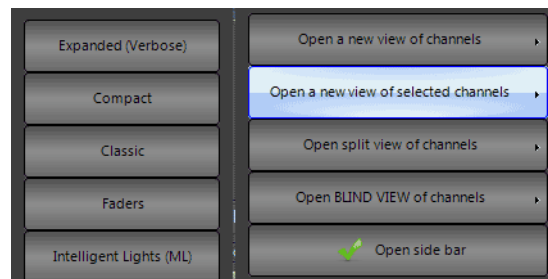 Expanded (Verbose)
Compact
Classic
Faders
Intelligent Lights (ML)
Open a new view of channels
Open a new view of selected channels
Open split view of channels
Open BLIND VIEW of channels
Open side bar